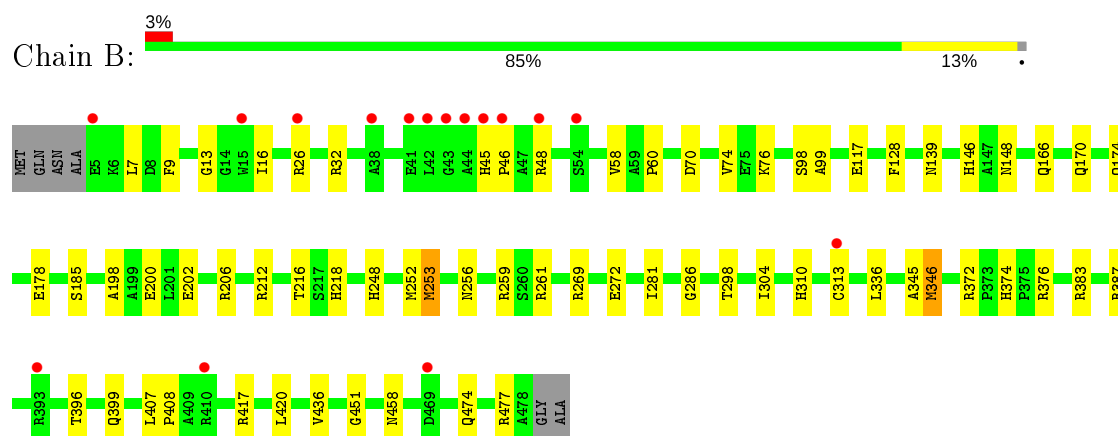 3%
Chain B:
85%
13%
MET GLN ASN ALA E5 K6 L7 D8 F9 G13 G14 W15 I16 R26 R32 A38 E41 L42 G43 A44 H45 P46 A47 R48 S54 V58 A59 P60 D70 V74 E75 K76 S98 A99 E117 F128 N139 H146 A147 N148 Q166 Q170
E178 S185 A198 A199 E200 L201 E202 R206 R212 T216 S217 H218 H248 M252 M253 N256 R259 S260 R261 R269 E272 I281 G286 T298 I304 H310 C313 L336 A345 M346 R372 P373 H374 P375 R376 R383
R393 T396 Q399 L407 P408 A409 R410 R417 L420 V436 G451 N458 D469 Q474 R477 A478 GLY ALA